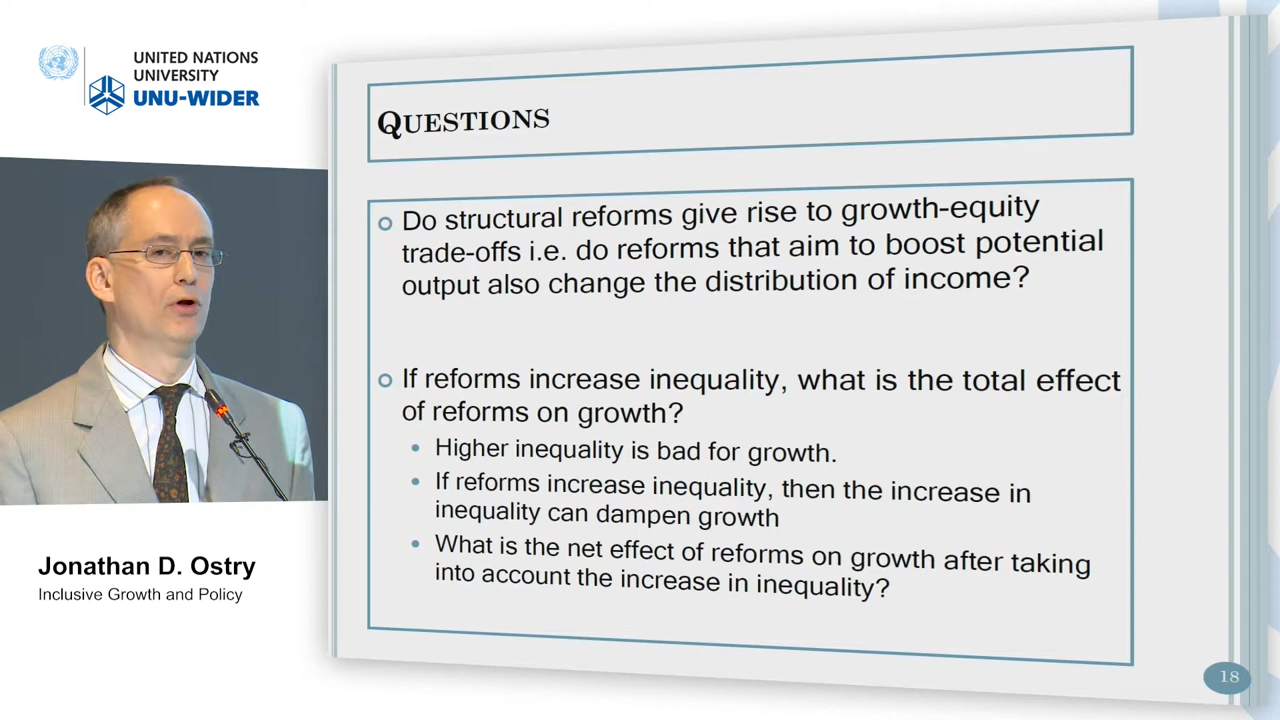 UNITED NATIONS
UNIVERSITY
UNU-WIDER
QUESTIONS
Do structural reforms give rise to growth-equity
trade-offs i.e. do reforms that aim to boost potential
output also change the distribution of income?
If reforms increase inequality, what is the total effect
of reforms on growth?
Higher inequality is bad for growth.
If reforms increase inequality, then the increase in
inequality can dampen growth
What is the net effect of reforms on growth after taking
into account the increase in inequality?
Jonathan D. Ostry
Inclusive Growth and Policy
18